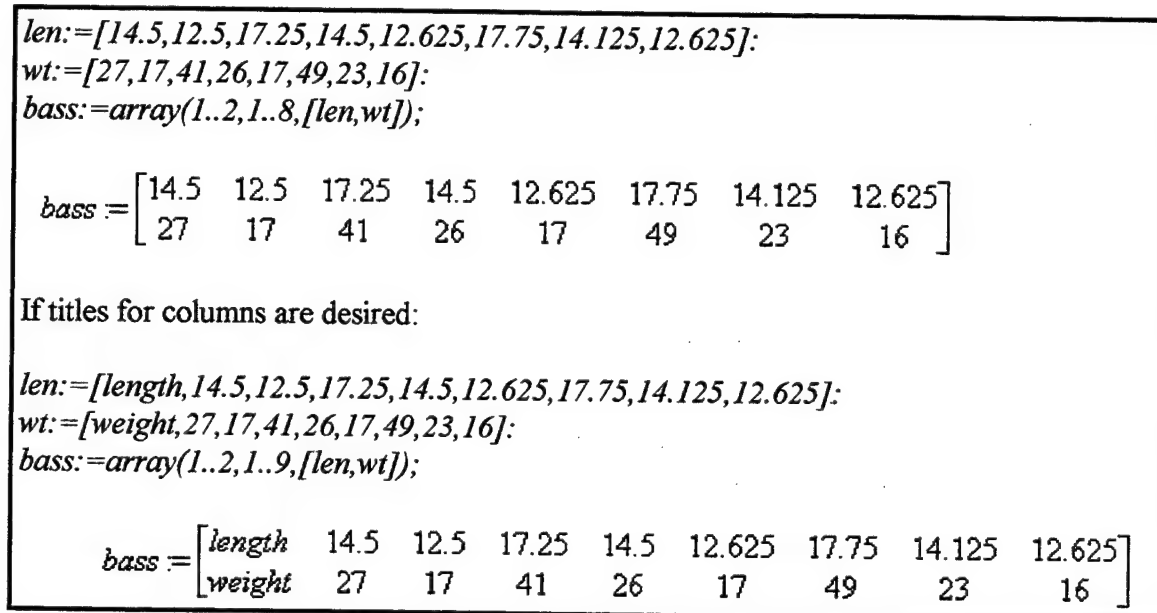 len:=[14.5,12.5,17.25,14.5,12.625,17.75,14.125,12.625]:
wt:=[27,17,41,26,17,49,23,16]:
bass:=array(1..2,1..8,[len,wt]);
bass := [14.5 12.5 17.25 14.5 12.625 17.75 14.125 12.625]
[27 17 41 26 17 49 23 16]
If titles for columns are desired:
len:=[length,14.5,12.5,17.25,14.5,12.625,17.75,14.125,12.625]:
wt:=[weight,27,17,41,26,17,49,23,16]:
bass:=array(1..2,1..9,[len,wt]);
bass := [length 14.5 12.5 17.25 14.5 12.625 17.75 14.125 12.625]
[weight 27 17 41 26 17 49 23 16]